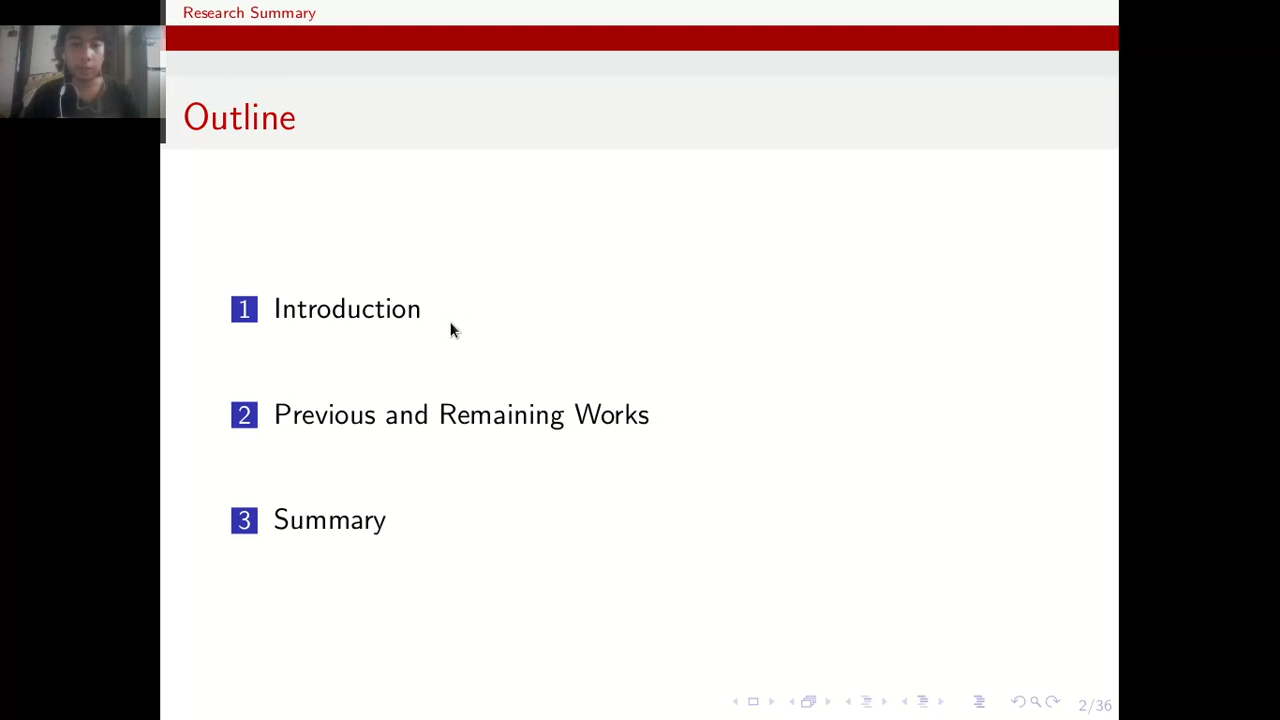 Research Summary
Outline
1 Introduction
2 Previous and Remaining Works
3 Summary
2/36